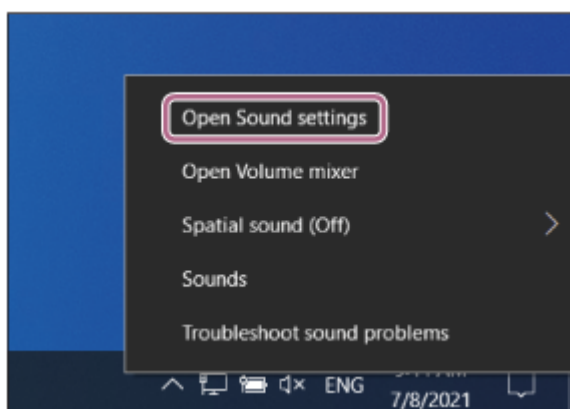 Open Sound settings
Open Volume mixer
Spatial sound (Off)
Sounds
Troubleshoot sound problems
ENG
7/8/2021